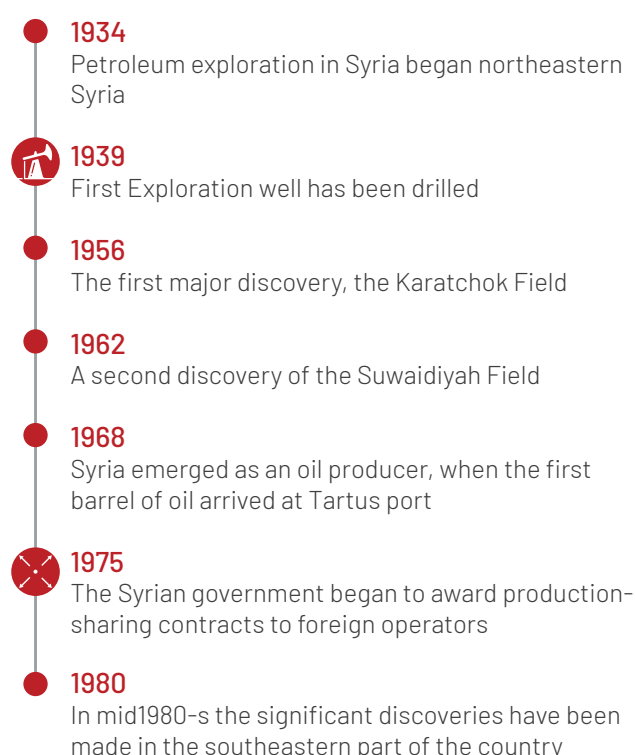 1934
Petroleum exploration in Syria began northeastern
Syria
1939
First Exploration well has been drilled
1956
The first major discovery, the Karatchok Field
1962
A second discovery of the Suwaidiyah Field
1968
Syria emerged as an oil producer, when the first
barrel of oil arrived at Tartus port
1975
The Syrian government began to award production-
sharing contracts to foreign operators
1980
In mid1980-s the significant discoveries have been
made in the southeastern part of the country